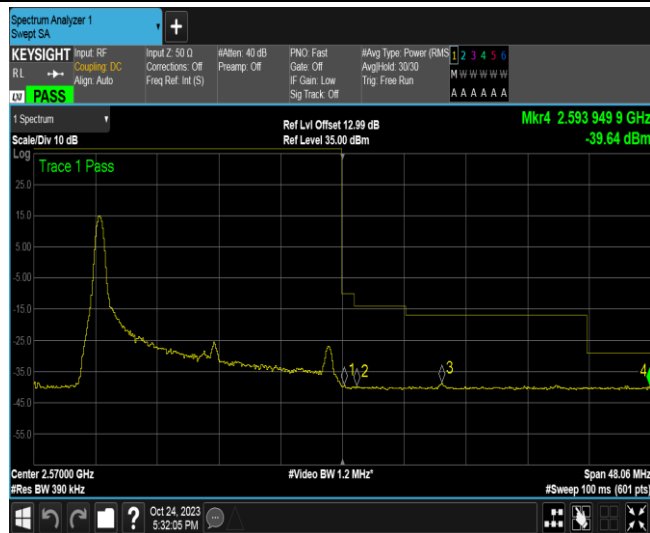 Spectrum Analyzer 1
Swept SA
+
KEYSIGHT
RL
LXI PASS
Input: RF
Coupling: DC
Align: Auto
Input Z: 50 Ω
Corrections: Off
Freq Ref: Int (S)
#Atten: 40 dB
Preamp: Off
PNO: Fast
Gate: Off
IF Gain: Low
Sig Track: Off
#Avg Type: Power (RMS
Avg|Hold: 30/30
Trig: Free Run
1 2 3 4 5 6
M W W W W W
A A A A A A
1 Spectrum
Scale/Div 10 dB
Ref Lvl Offset 12.99 dB
Ref Level 35.00 dBm
Mkr4 2.593 949 9 GHz
-39.64 dBm
Log
Trace 1 Pass
25.0
15.0
5.00
-5.00
-15.0
-25.0
-35.0
-45.0
-55.0
1
2
3
4
Center 2.57000 GHz
#Video BW 1.2 MHz*
Span 48.06 MHz
#Res BW 390 kHz
#Sweep 100 ms (601 pts)
?
Oct 24, 2023
5:32:05 PM